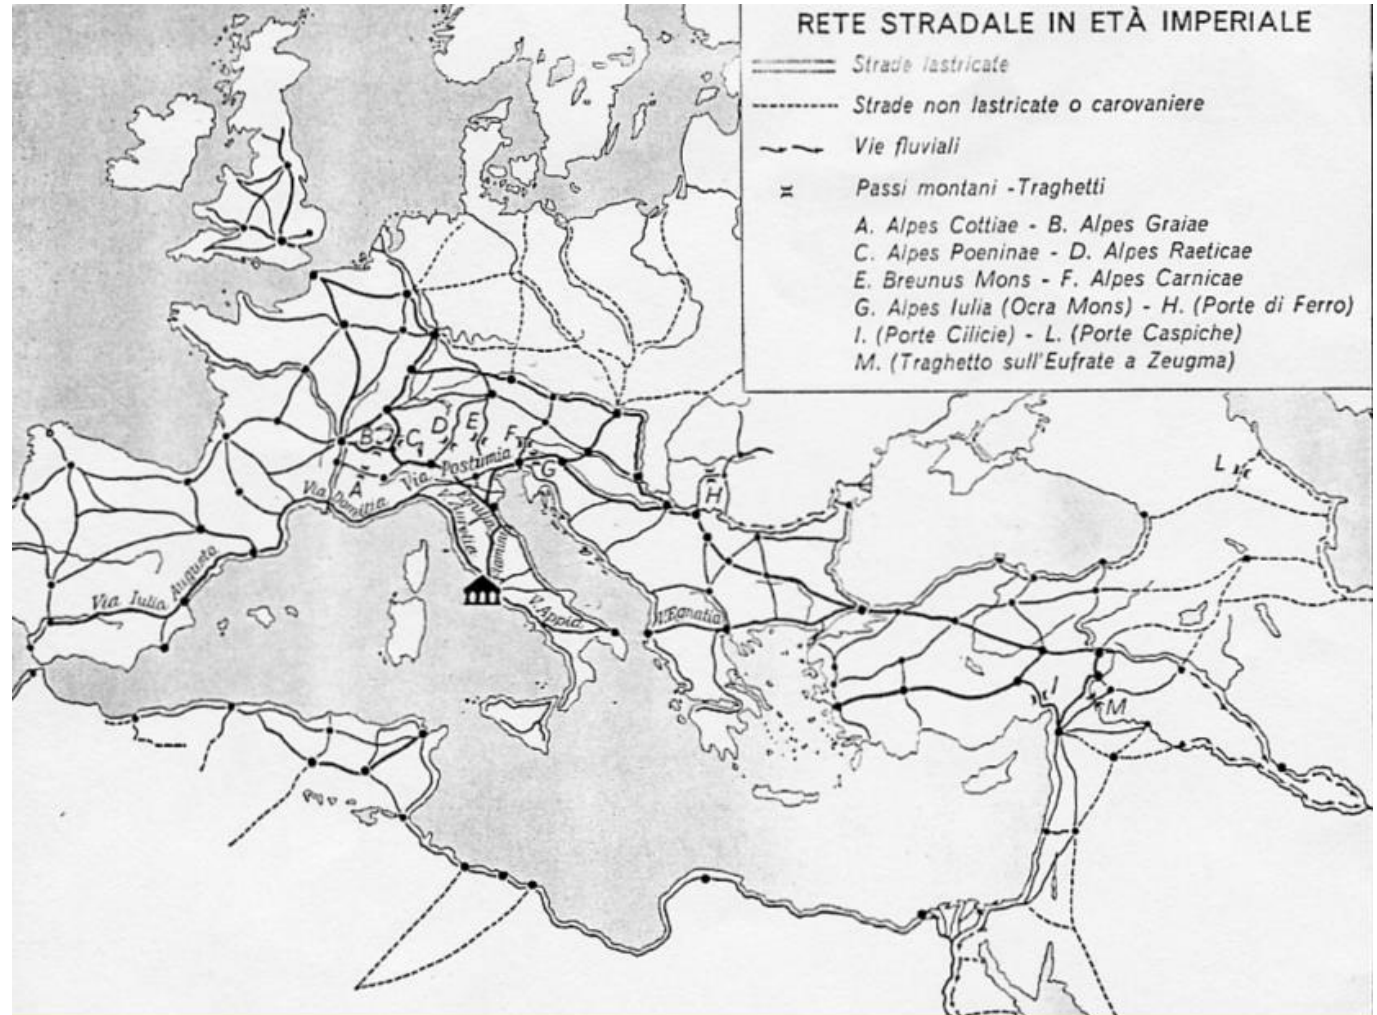 RETE STRADALE IN ETÀ IMPERIALE
Strade lastricate
Strade non lastricate o carovaniere
Vie fluviali
Passi montani - Traghetti
A. Alpes Cottiae - B. Alpes Graiae
C. Alpes Poeninae - D. Alpes Raeticae
E. Breunus Mons - F. Alpes Carnicae
G. Alpes Iulia (Ocra Mons) - H. (Porte di Ferro)
I. (Porte Cilicie) - L. (Porte Caspiche)
M. (Traghetto sull'Eufrate a Zeugma)
B
C
D
E
F
G
A
H
L
I
M
Via Postumia
Via Domitia
V. Aurelia
Flaminia
V. Appia
V. Egnatia
Via Iulia Augusta